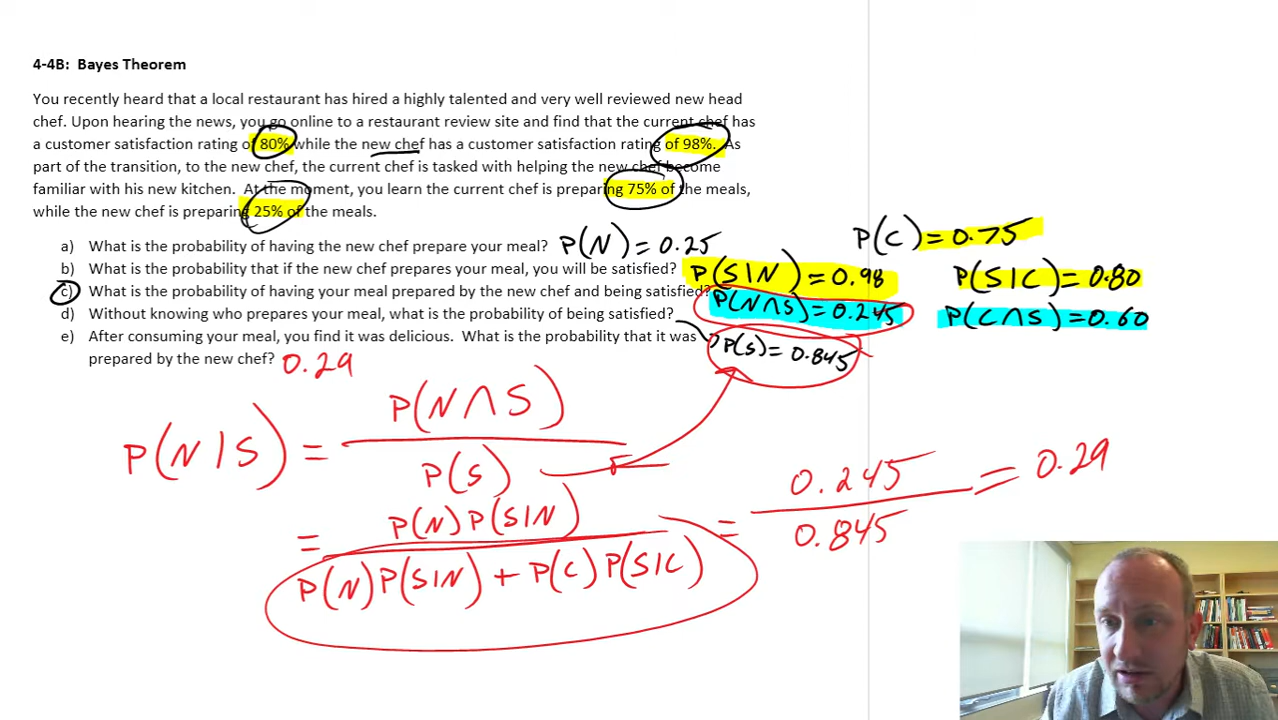 4-4B: Bayes Theorem
You recently heard that a local restaurant has hired a highly talented and very well reviewed new head
chef. Upon hearing the news, you go online to a restaurant review site and find that the current chef has
a customer satisfaction rating of 80% while the new chef has a customer satisfaction rating of 98%. As
part of the transition, to the new chef, the current chef is tasked with helping the new chef become
familiar with his new kitchen. At the moment, you learn the current chef is preparing 75% of the meals,
while the new chef is preparing 25% of the meals.
a) What is the probability of having the new chef prepare your meal? P(N) = 0.25
P(C) = 0.75
b) What is the probability that if the new chef prepares your meal, you will be satisfied? P(S|N) = 0.98
P(S|C) = 0.80
c) What is the probability of having your meal prepared by the new chef and being satisfied?
P(N∩S) = 0.245
P(C∩S) = 0.60
d) Without knowing who prepares your meal, what is the probability of being satisfied?
P(S) = 0.845
e) After consuming your meal, you find it was delicious. What is the probability that it was
prepared by the new chef? 0.29
P(N|S) =
P(N∩S)
P(S)
=
P(N)P(S|N)
P(N)P(S|N) + P(C)P(S|C)
=
0.245
0.845
= 0.29